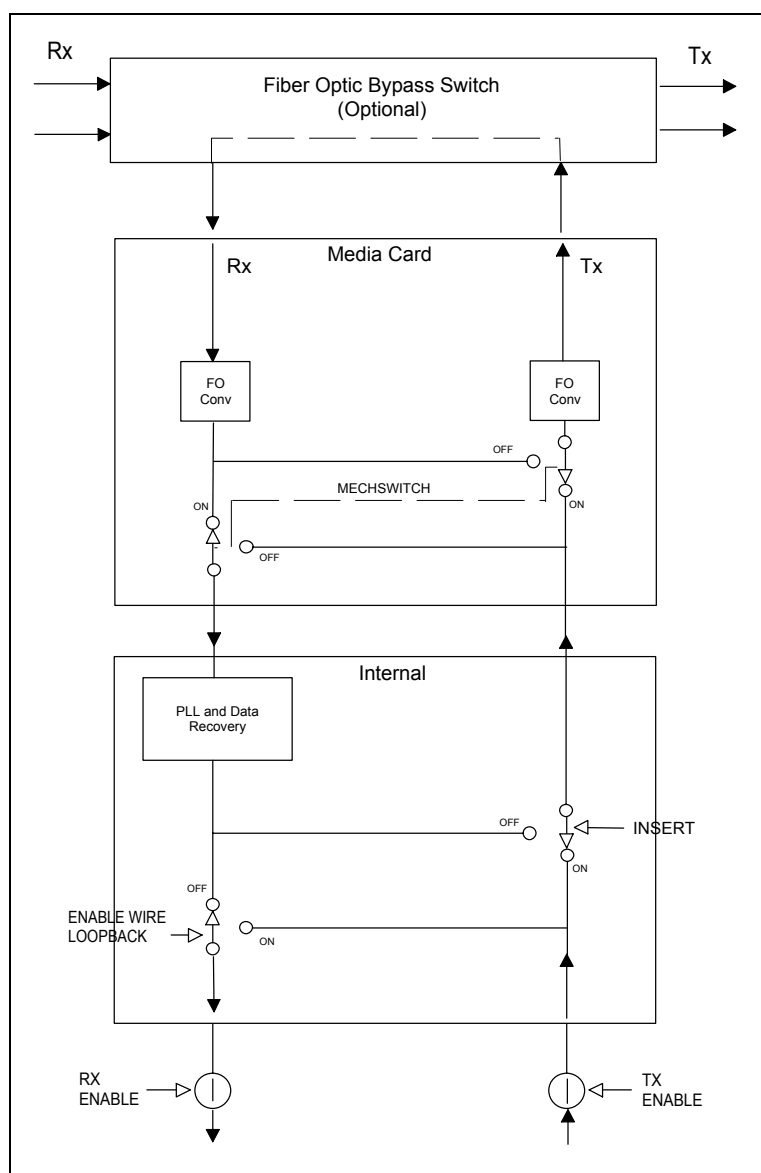 Rx
Tx
Fiber Optic Bypass Switch
(Optional)
Media Card
Rx
Tx
FO
Conv
FO
Conv
OFF
MECHSWITCH
ON
ON
OFF
Internal
PLL and Data
Recovery
OFF
INSERT
ON
OFF
ENABLE WIRE
LOOPBACK
ON
RX
ENABLE
TX
ENABLE